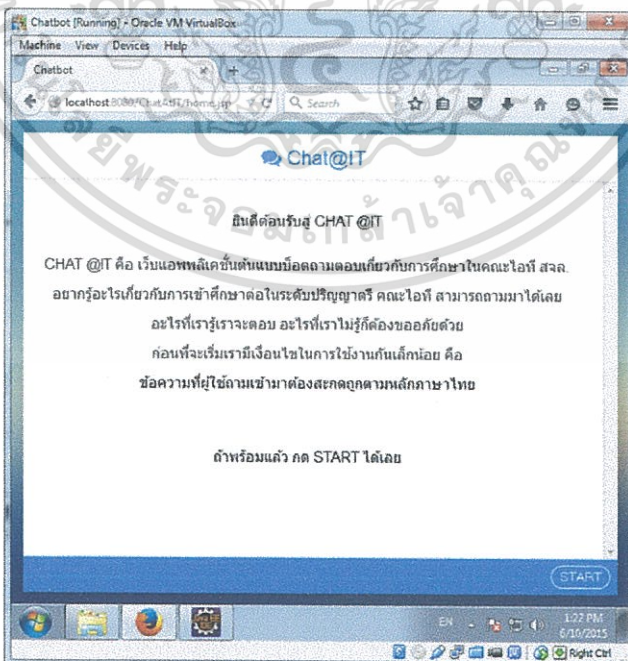 Chatbot [Running] - Oracle VM VirtualBox
Machine View Devices Help
Chatbot
localhost:8080/Chat4tIT/home.jsp
Search
Chat@IT
ยินดีต้อนรับสู่ CHAT @IT
CHAT @IT คือ เว็บแอพพลิเคชั่นต้นแบบบ็อตถามตอบเกี่ยวกับการศึกษาในคณะไอที สจล.
อยากรู้อะไรเกี่ยวกับการเข้าศึกษาต่อในระดับปริญญาตรี คณะไอที สามารถถามมาได้เลย
อะไรที่เรารู้เราจะตอบ อะไรที่เราไม่รู้ก็ต้องขออภัยด้วย
ก่อนที่จะเริ่มเรามีเงื่อนไขในการใช้งานกันเล็กน้อย คือ
ข้อความที่ผู้ใช้ถามเข้ามาต้องสะกดถูกตามหลักภาษาไทย
ถ้าพร้อมแล้ว กด START ได้เลย
START
EN
1:22 PM
6/10/2015
Right Ctrl